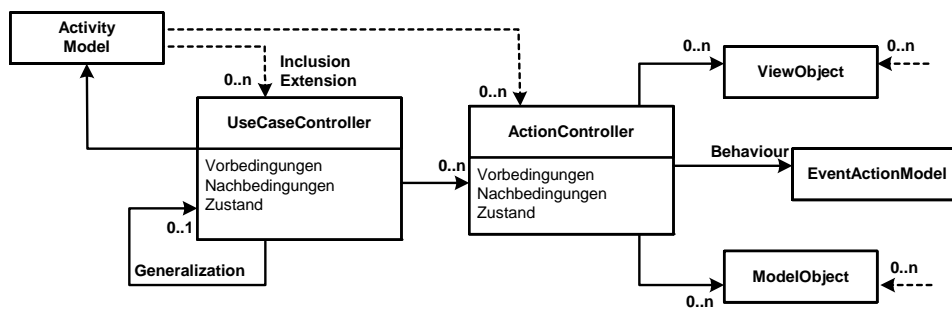 Activity
Model
Inclusion
Extension
0..n
UseCaseController
Vorbedingungen
Nachbedingungen
Zustand
0..1
Generalization
0..n
0..n
ActionController
Vorbedingungen
Nachbedingungen
Zustand
0..n
ViewObject
0..n
Behaviour
EventActionModel
ModelObject
0..n
0..n